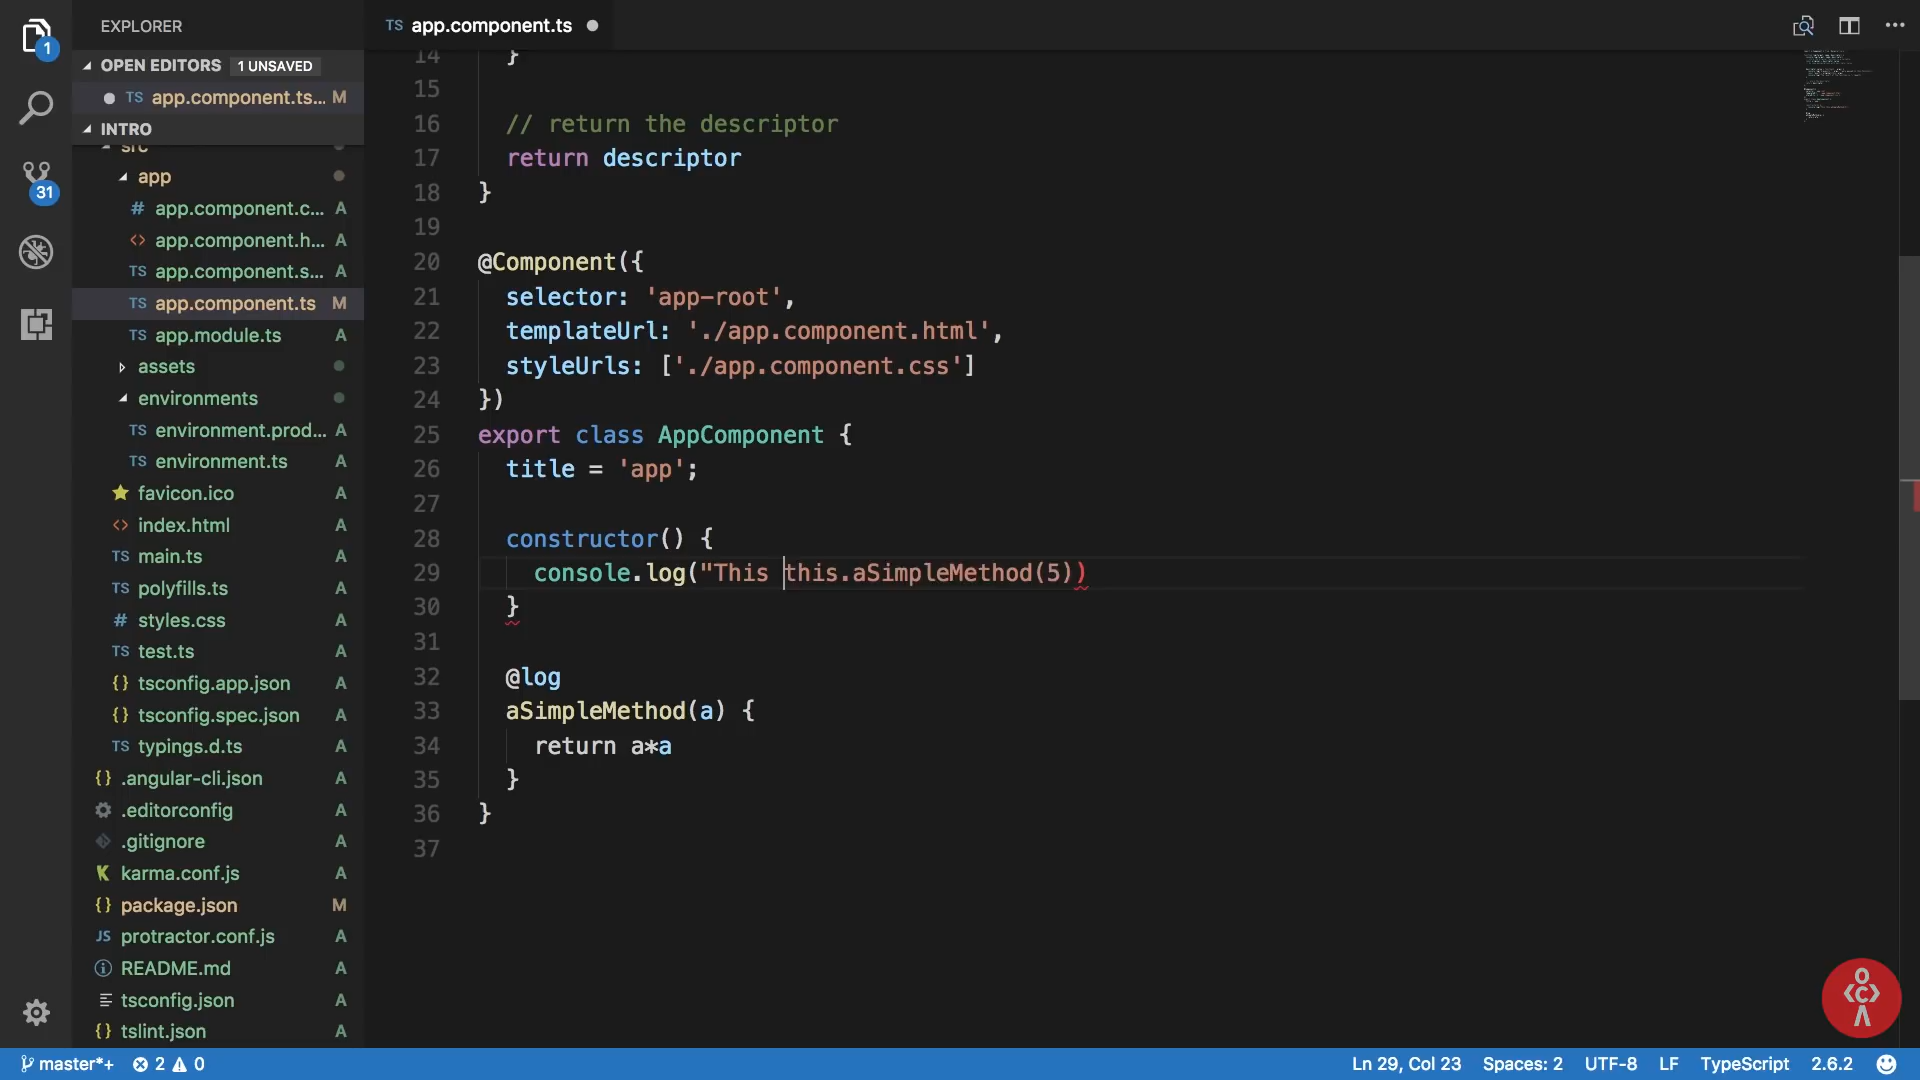 EXPLORER
OPEN EDITORS 1 UNSAVED
TS app.component.ts... M
INTRO
src
app
# app.component.c... A
<> app.component.h... A
TS app.component.s... A
TS app.component.ts M
TS app.module.ts A
assets
environments
TS environment.prod... A
TS environment.ts A
favicon.ico A
<> index.html A
TS main.ts A
TS polyfills.ts A
# styles.css A
TS test.ts A
{} tsconfig.app.json A
{} tsconfig.spec.json A
TS typings.d.ts A
{} .angular-cli.json A
.editorconfig A
.gitignore A
karma.conf.js A
{} package.json M
JS protractor.conf.js A
README.md A
tsconfig.json A
{} tslint.json A
1
31
TS app.component.ts
14 }
15
16 // return the descriptor
17 return descriptor
18 }
19
20 @Component({
21 selector: 'app-root',
22 templateUrl: './app.component.html',
23 styleUrls: ['./app.component.css']
24 })
25 export class AppComponent {
26 title = 'app';
27
28 constructor() {
29 console.log("This this.aSimpleMethod(5))
30 }
31
32 @log
33 aSimpleMethod(a) {
34 return a*a
35 }
36 }
37
master*+ 2 0 Ln 29, Col 23 Spaces: 2 UTF-8 LF TypeScript 2.6.2